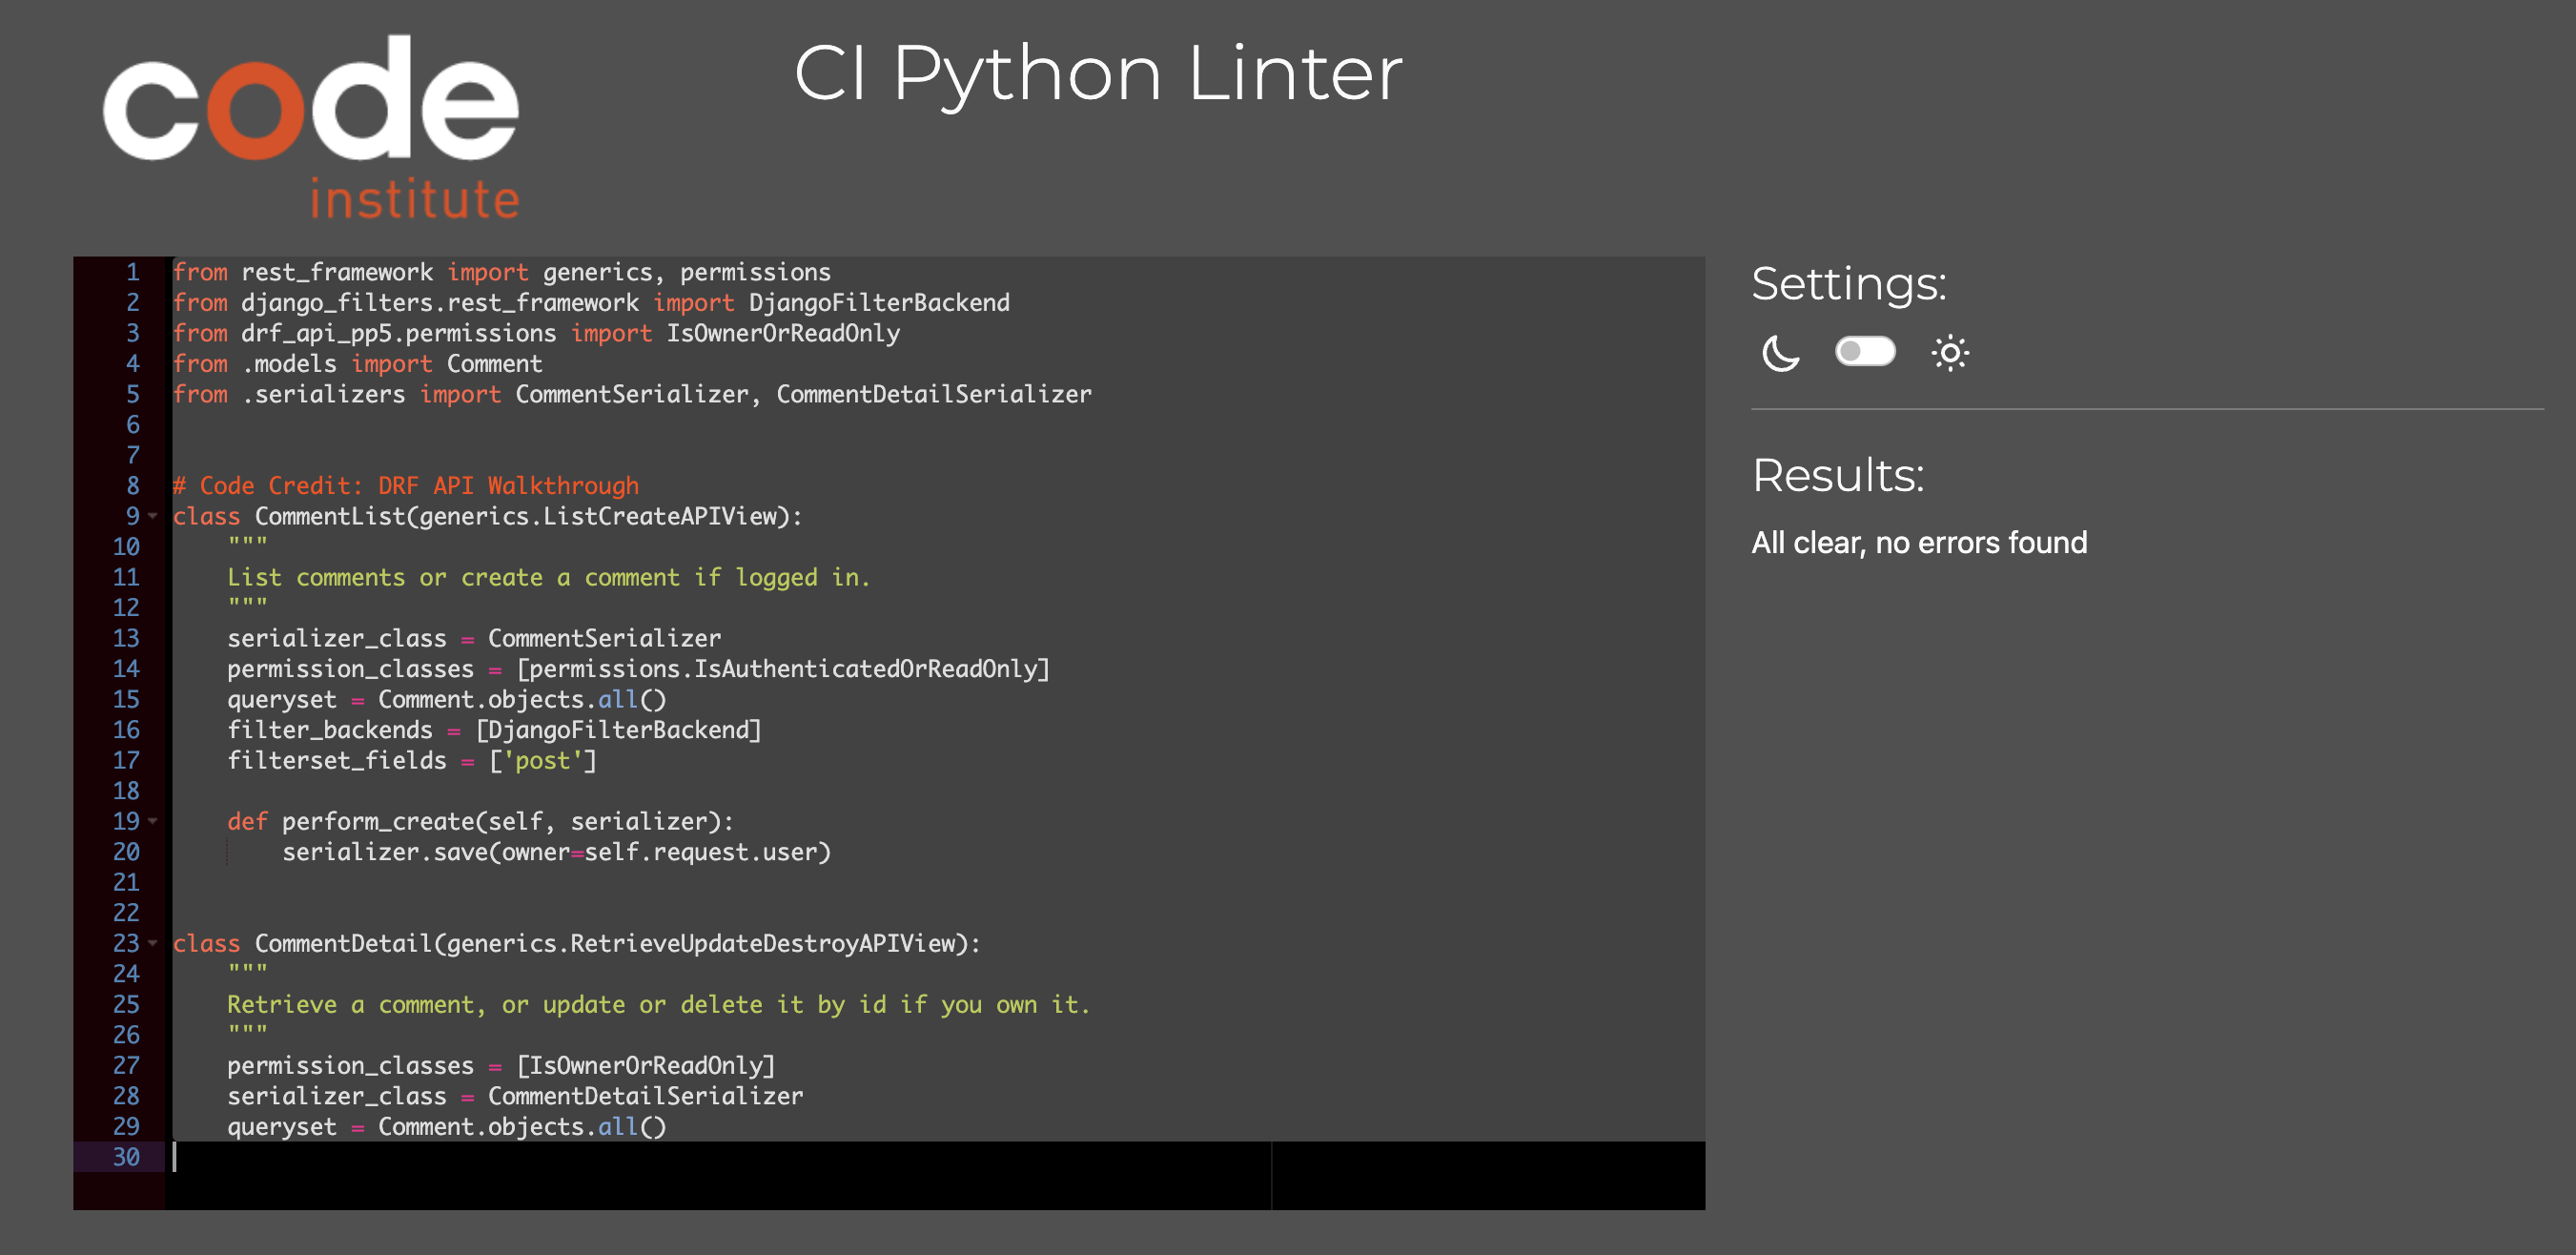 code
institute
CI Python Linter
1 from rest_framework import generics, permissions
2 from django_filters.rest_framework import DjangoFilterBackend
3 from drf_api_pp5.permissions import IsOwnerOrReadOnly
4 from .models import Comment
5 from .serializers import CommentSerializer, CommentDetailSerializer
6
7
8 # Code Credit: DRF API Walkthrough
9 class CommentList(generics.ListCreateAPIView):
10     """
11     List comments or create a comment if logged in.
12     """
13     serializer_class = CommentSerializer
14     permission_classes = [permissions.IsAuthenticatedOrReadOnly]
15     queryset = Comment.objects.all()
16     filter_backends = [DjangoFilterBackend]
17     filterset_fields = ['post']
18
19     def perform_create(self, serializer):
20         serializer.save(owner=self.request.user)
21
22
23 class CommentDetail(generics.RetrieveUpdateDestroyAPIView):
24     """
25     Retrieve a comment, or update or delete it by id if you own it.
26     """
27     permission_classes = [IsOwnerOrReadOnly]
28     serializer_class = CommentDetailSerializer
29     queryset = Comment.objects.all()
30
Settings:
Results:
All clear, no errors found